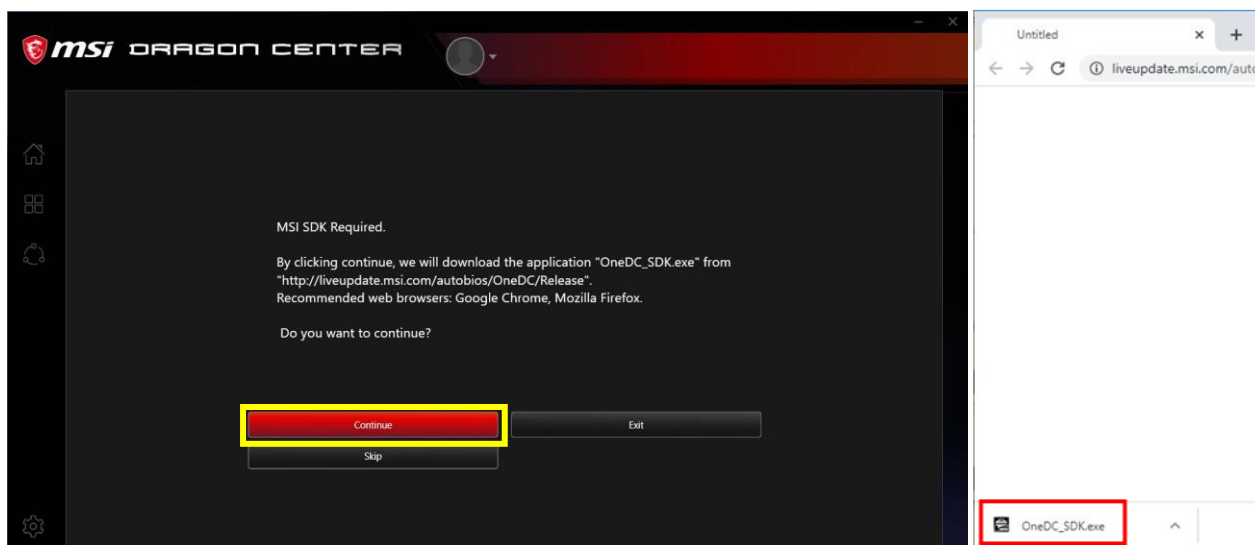 msi DRAGON CENTER
MSI SDK Required.
By clicking continue, we will download the application "OneDC_SDK.exe" from
"http://liveupdate.msi.com/autobios/OneDC/Release".
Recommended web browsers: Google Chrome, Mozilla Firefox.
Do you want to continue?
Continue
Exit
Skip
Untitled
liveupdate.msi.com/auto
OneDC_SDK.exe